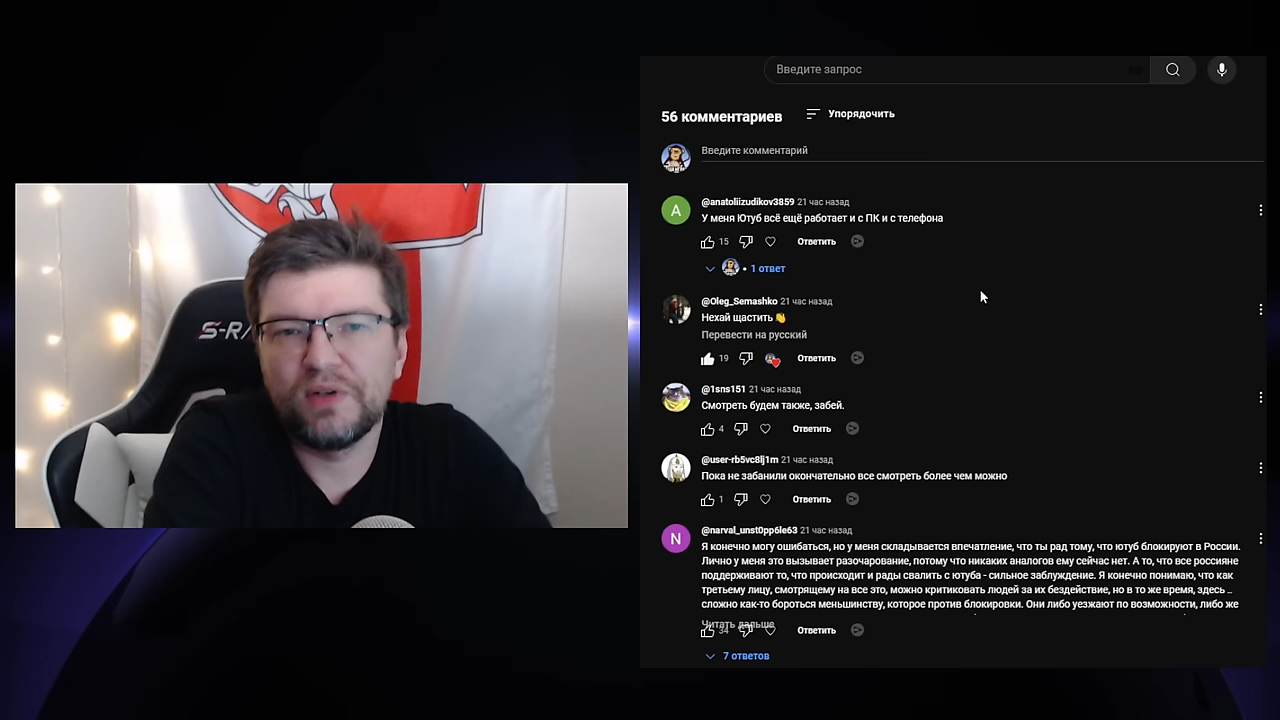 Введите запрос
56 комментариев
Упорядочить
Введите комментарий
@anatoliizudikov3859 21 час назад
У меня Ютуб всё ещё работает и с ПК и с телефона
15 Ответить
• 1 ответ
@Oleg_Semashko 21 час назад
Нехай щастить 👏
Перевести на русский
19 Ответить
@1sns151 21 час назад
Смотреть будем также, забей.
4 Ответить
@user-rb5vc8lj1m 21 час назад
Пока не забанили окончательно все смотреть более чем можно
1 Ответить
@narval_unst0pp6le63 21 час назад
Я конечно могу ошибаться, но у меня складывается впечатление, что ты рад тому, что ютуб блокируют в России.
Лично у меня это вызывает разочарование, потому что никаких аналогов ему сейчас нет. А то, что все россияне
поддерживают то, что происходит и рады свалить с ютуба - сильное заблуждение. Я конечно понимаю, что как
третьему лицу, смотрящему на все это, можно критиковать людей за их бездействие, но в то же время, здесь ..
сложно как-то бороться меньшинству, которое против блокировки. Они либо уезжают по возможности, либо же
Читать дальше
34 Ответить
7 ответов
S-RA
A
N